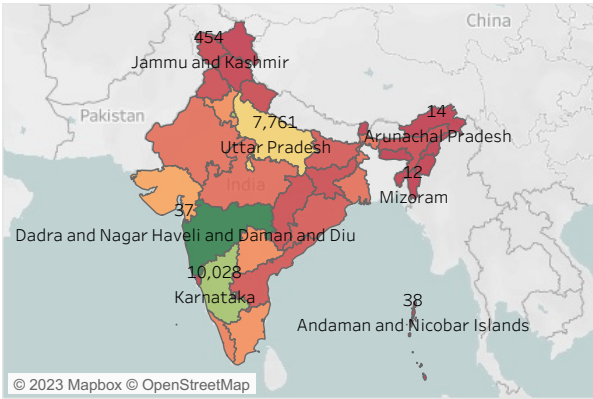 China
454
Jammu and Kashmir
Pakistan
14
7,761
Arunachal Pradesh
Uttar Pradesh
12
India
Mizoram
37
Dadra and Nagar Haveli and Daman and Diu
10,028
Karnataka
38
Andaman and Nicobar Islands
© 2023 Mapbox © OpenStreetMap